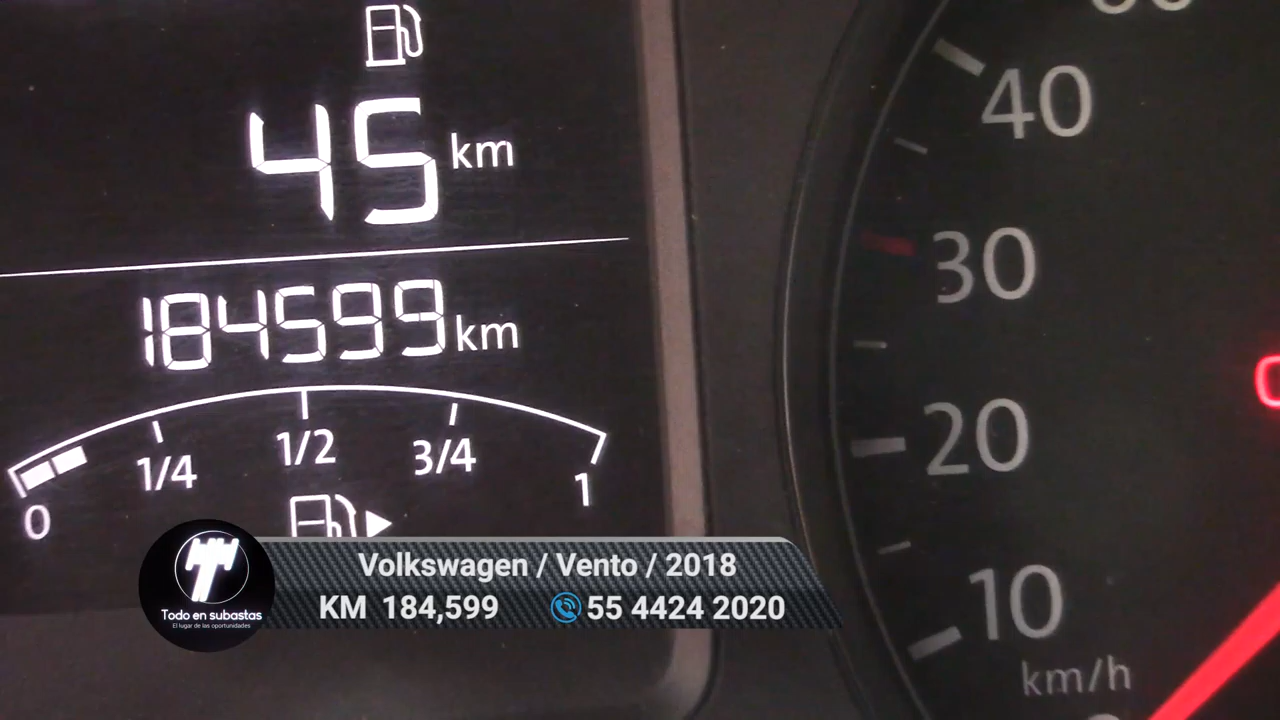 45 km
184599 km
0 1/4 1/2 3/4 1
40
30
20
10
km/h
Volkswagen / Vento / 2018
KM 184,599 55 4424 2020
Todo en subastas
El lugar de las oportunidades